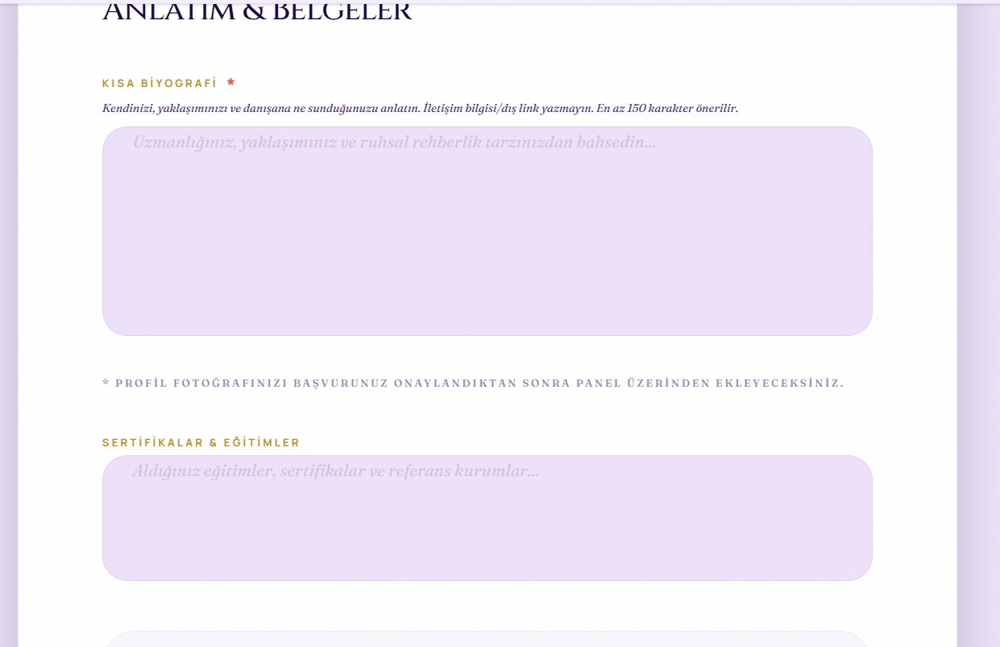 ANLATIM & BELGELER
KISA BİYOGRAFİ *
Kendinizi, yaklaşımınızı ve danışana ne sunduğunuzu anlatın. İletişim bilgisi/dış link yazmayın. En az 150 karakter önerilir.
Uzmanlığınız, yaklaşımınız ve ruhsal rehberlik tarzınızdan bahsedin...
* PROFİL FOTOĞRAFINIZI BAŞVURUNUZ ONAYLANDIKTAN SONRA PANEL ÜZERİNDEN EKLEYECEKSİNİZ.
SERTİFİKALAR & EĞİTİMLER
Aldığınız eğitimler, sertifikalar ve referans kurumlar...